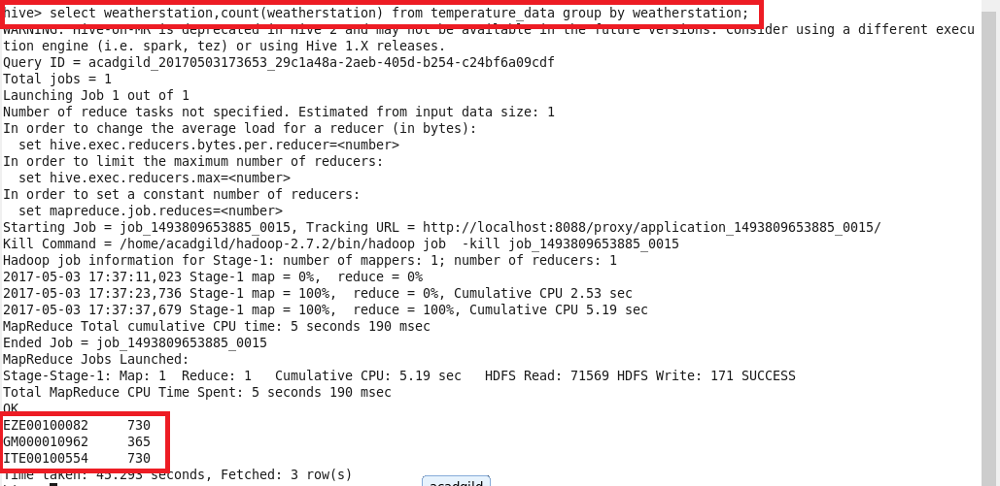 hive> select weatherstation,count(weatherstation) from temperature_data group by weatherstation;
WARNING: Hive-on-MR is deprecated in Hive 2 and may not be available in the future versions. Consider using a different execu
tion engine (i.e. spark, tez) or using Hive 1.X releases.
Query ID = acadgild_20170503173653_29c1a48a-2aeb-405d-b254-c24bf6a09cdf
Total jobs = 1
Launching Job 1 out of 1
Number of reduce tasks not specified. Estimated from input data size: 1
In order to change the average load for a reducer (in bytes):
  set hive.exec.reducers.bytes.per.reducer=<number>
In order to limit the maximum number of reducers:
  set hive.exec.reducers.max=<number>
In order to set a constant number of reducers:
  set mapreduce.job.reduces=<number>
Starting Job = job_1493809653885_0015, Tracking URL = http://localhost:8088/proxy/application_1493809653885_0015/
Kill Command = /home/acadgild/hadoop-2.7.2/bin/hadoop job  -kill job_1493809653885_0015
Hadoop job information for Stage-1: number of mappers: 1; number of reducers: 1
2017-05-03 17:37:11,023 Stage-1 map = 0%,  reduce = 0%
2017-05-03 17:37:23,736 Stage-1 map = 100%,  reduce = 0%, Cumulative CPU 2.53 sec
2017-05-03 17:37:37,679 Stage-1 map = 100%,  reduce = 100%, Cumulative CPU 5.19 sec
MapReduce Total cumulative CPU time: 5 seconds 190 msec
Ended Job = job_1493809653885_0015
MapReduce Jobs Launched:
Stage-Stage-1: Map: 1  Reduce: 1   Cumulative CPU: 5.19 sec   HDFS Read: 71569 HDFS Write: 171 SUCCESS
Total MapReduce CPU Time Spent: 5 seconds 190 msec
OK
EZE00100082     730
GM000010962     365
ITE00100554     730
Time taken: 45.293 seconds, Fetched: 3 row(s)
acadgild